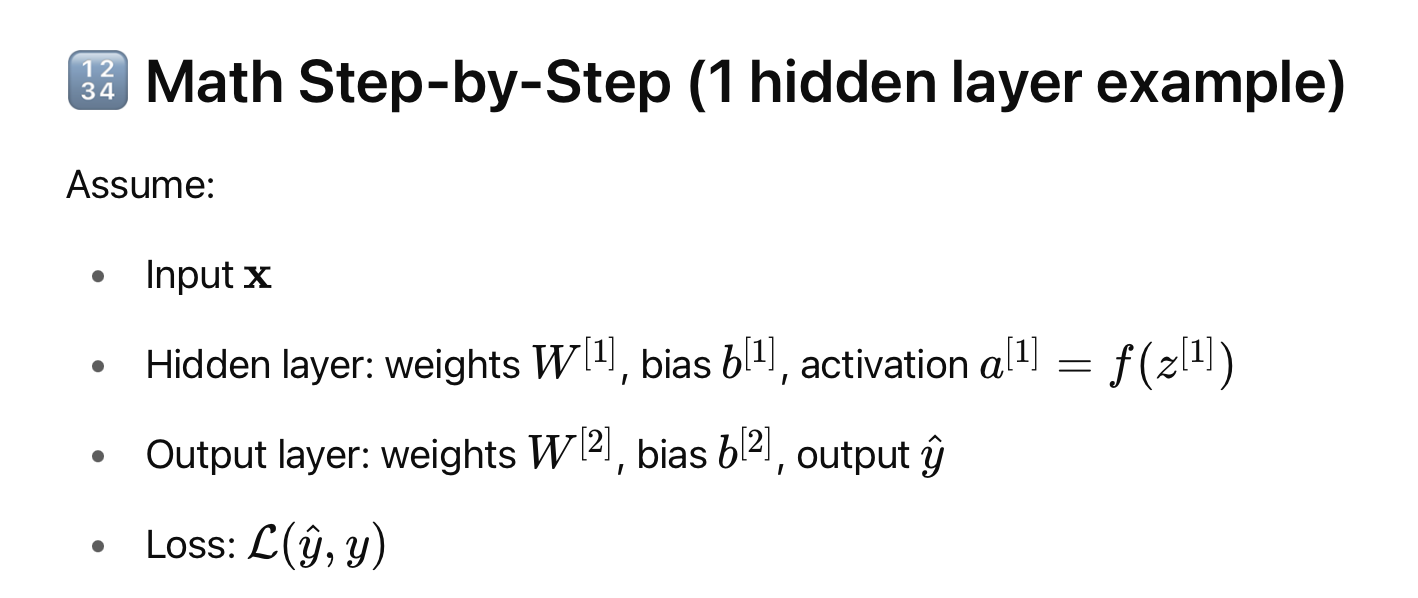 🔢 Math Step-by-Step (1 hidden layer example)
Assume:
• Input 𝐱
• Hidden layer: weights $W^{[1]}$, bias $b^{[1]}$, activation $a^{[1]} = f(z^{[1]})$
• Output layer: weights $W^{[2]}$, bias $b^{[2]}$, output $\hat{y}$
• Loss: $\mathcal{L}(\hat{y}, y)$